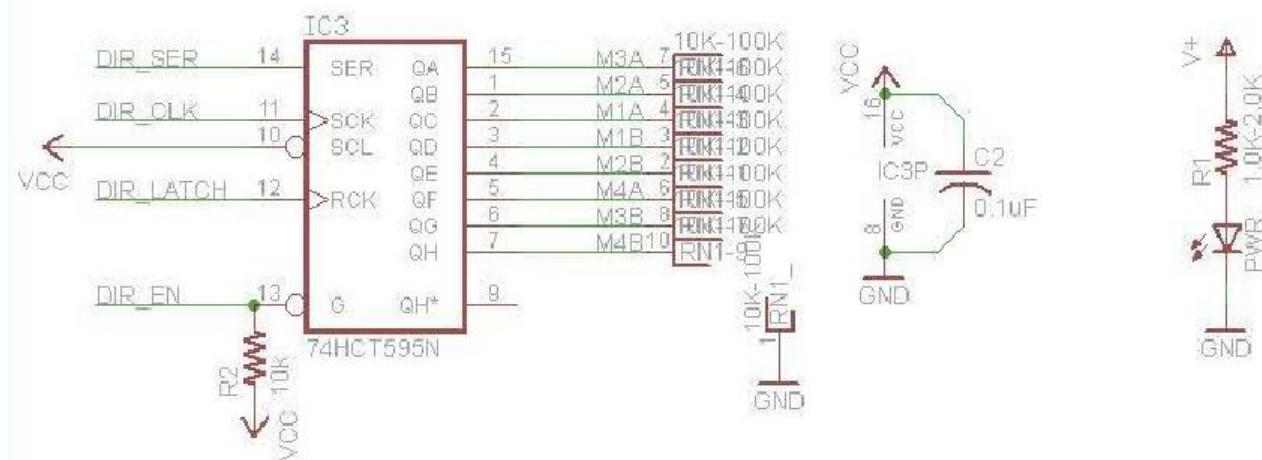 IC3
DIR_SER 14 SER QA 15 M3A 7 10K-100K
QB 1 M2A 5
DIR_CLK 11 SCK QC 2 M1A 4
10 SCL QD 3 M1B 3
VCC
QE 4 M2B 2
DIR_LATCH 12 RCK QF 5 M4A 6
QG 6 M3B 8
QH 7 M4B 10 RN1-9
DIR_EN 13 G QH* 9
74HCT595N
R2 10K
VCC
10K-100K
RN1_
1
GND
VCC
16 VCC
IC3P C2
0.1uF
8 GND
GND
V+
R1 1.0K-2.0K
PWR
GND